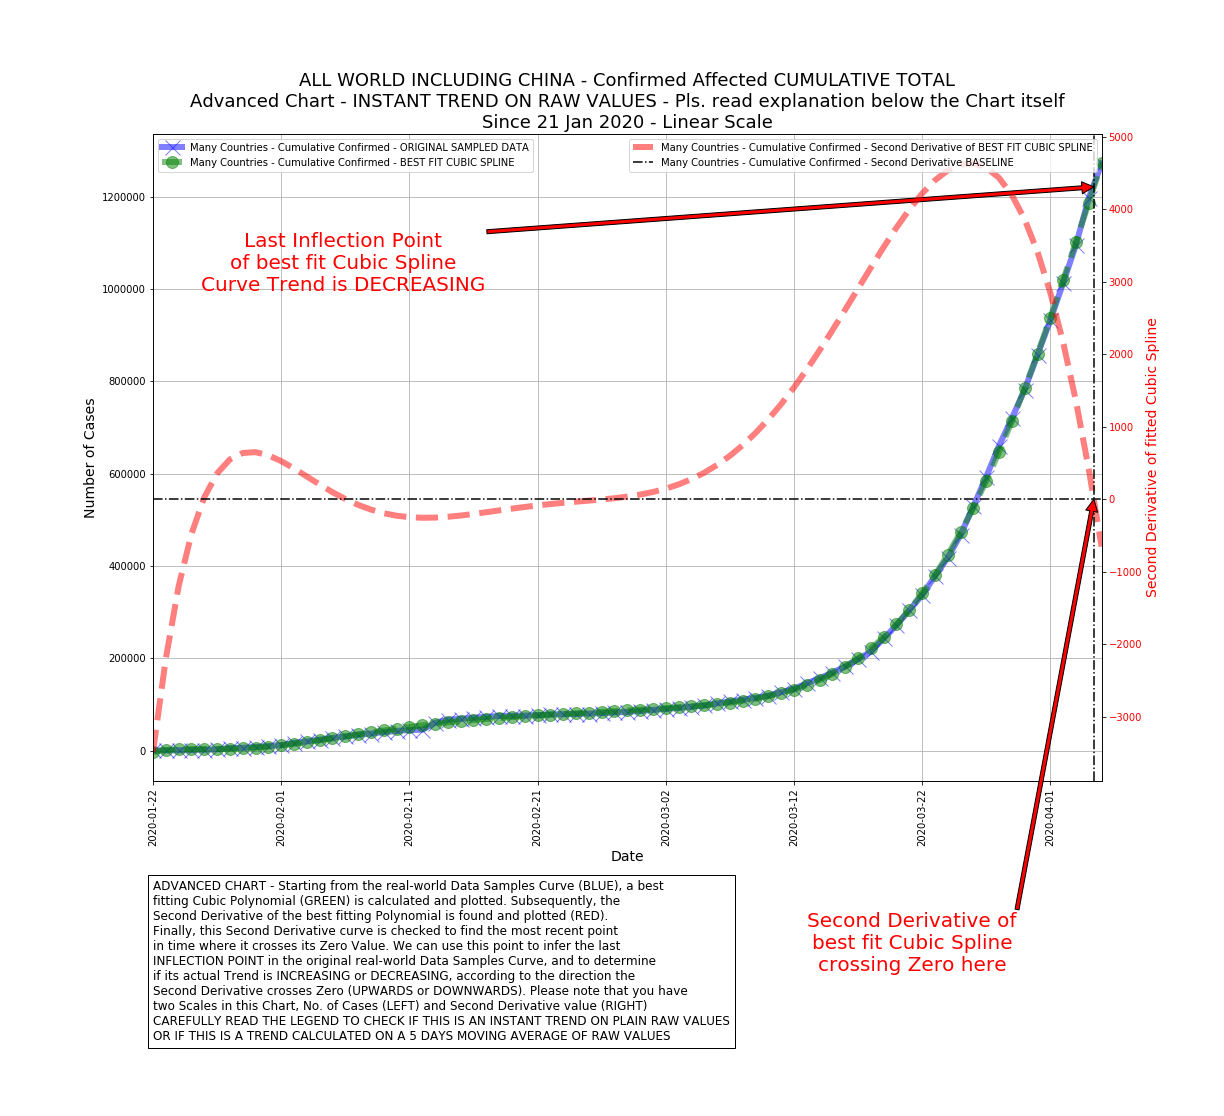 ALL WORLD INCLUDING CHINA - Confirmed Affected CUMULATIVE TOTAL
Advanced Chart - INSTANT TREND ON RAW VALUES - Pls. read explanation below the Chart itself
Since 21 Jan 2020 - Linear Scale
Many Countries - Cumulative Confirmed - ORIGINAL SAMPLED DATA
Many Countries - Cumulative Confirmed - BEST FIT CUBIC SPLINE
Many Countries - Cumulative Confirmed - Second Derivative of BEST FIT CUBIC SPLINE
Many Countries - Cumulative Confirmed - Second Derivative BASELINE
Last Inflection Point
of best fit Cubic Spline
Curve Trend is DECREASING
Number of Cases
1200000
1000000
800000
600000
400000
200000
0
5000
4000
3000
2000
1000
0
−1000
−2000
−3000
Second Derivative of fitted Cubic Spline
2020-01-22
2020-02-01
2020-02-11
2020-02-21
2020-03-02
2020-03-12
2020-03-22
2020-04-01
Date
ADVANCED CHART - Starting from the real-world Data Samples Curve (BLUE), a best
fitting Cubic Polynomial (GREEN) is calculated and plotted. Subsequently, the
Second Derivative of the best fitting Polynomial is found and plotted (RED).
Finally, this Second Derivative curve is checked to find the most recent point
in time where it crosses its Zero Value. We can use this point to infer the last
INFLECTION POINT in the original real-world Data Samples Curve, and to determine
if its actual Trend is INCREASING or DECREASING, according to the direction the
Second Derivative crosses Zero (UPWARDS or DOWNWARDS). Please note that you have
two Scales in this Chart, No. of Cases (LEFT) and Second Derivative value (RIGHT)
CAREFULLY READ THE LEGEND TO CHECK IF THIS IS AN INSTANT TREND ON PLAIN RAW VALUES
OR IF THIS IS A TREND CALCULATED ON A 5 DAYS MOVING AVERAGE OF RAW VALUES
Second Derivative of
best fit Cubic Spline
crossing Zero here